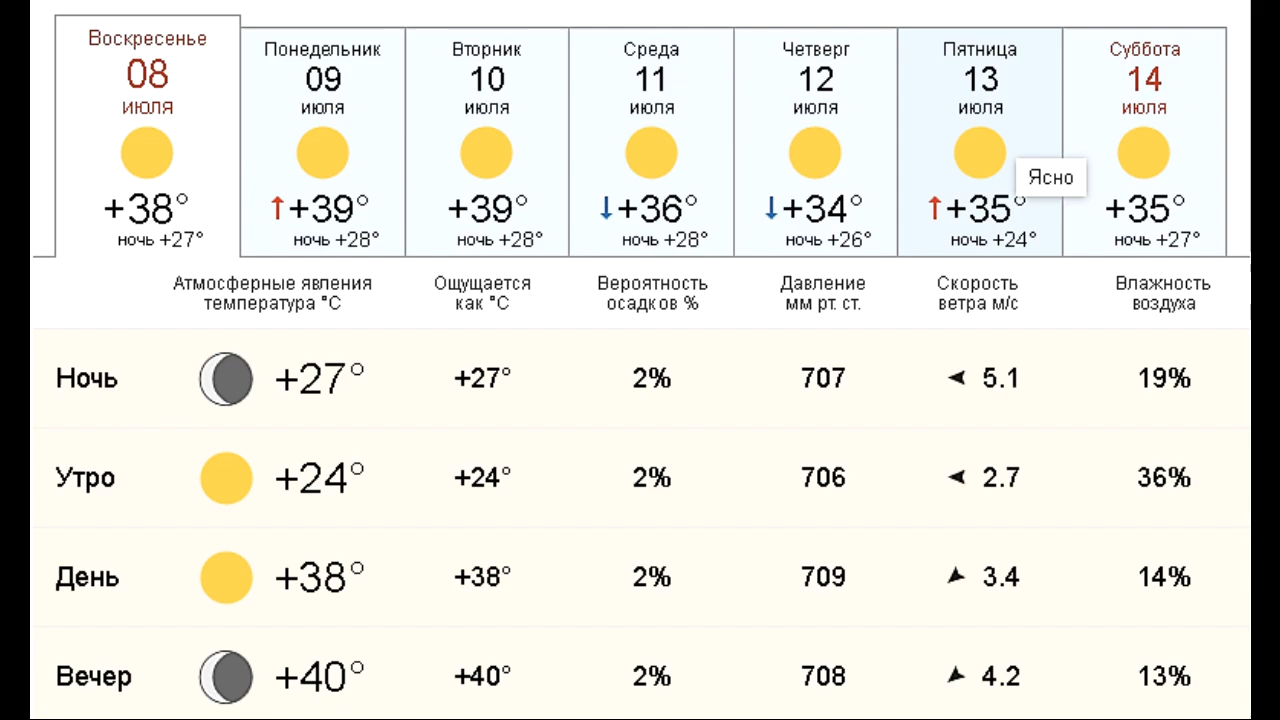 Воскресенье
08
июля
+38°
ночь +27°
Понедельник
09
июля
↑+39°
ночь +28°
Вторник
10
июля
+39°
ночь +28°
Среда
11
июля
↓+36°
ночь +28°
Четверг
12
июля
↓+34°
ночь +26°
Пятница
13
июля
↑+35°
ночь +24°
Ясно
Суббота
14
июля
+35°
ночь +27°
Атмосферные явления
температура °C
Ощущается
как °C
Вероятность
осадков %
Давление
мм рт. ст.
Скорость
ветра м/с
Влажность
воздуха
Ночь +27° +27° 2% 707 5.1 19%
Утро +24° +24° 2% 706 2.7 36%
День +38° +38° 2% 709 3.4 14%
Вечер +40° +40° 2% 708 4.2 13%